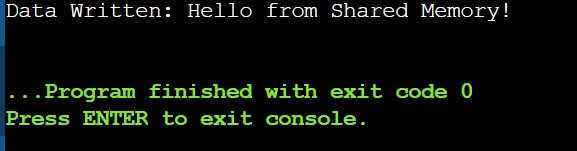 Data Written: Hello from Shared Memory!
...Program finished with exit code 0
Press ENTER to exit console.